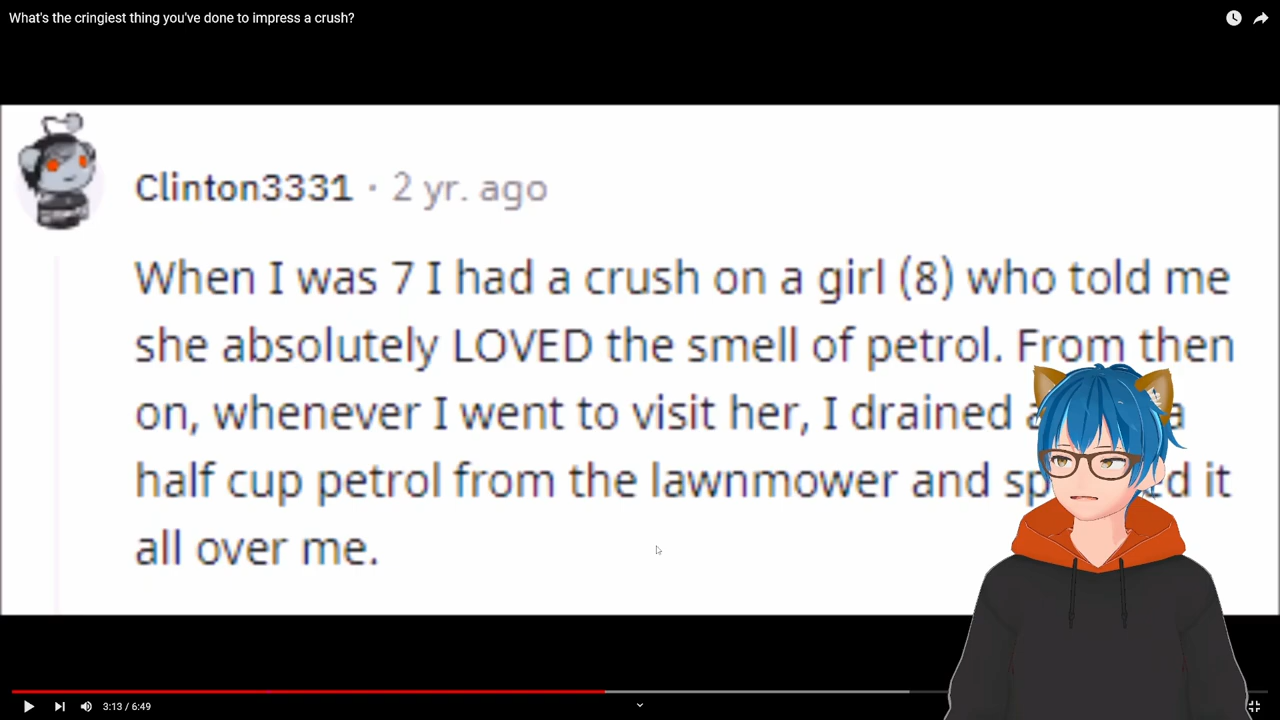 What's the cringiest thing you've done to impress a crush?
Clinton3331 · 2 yr. ago
When I was 7 I had a crush on a girl (8) who told me
she absolutely LOVED the smell of petrol. From then
on, whenever I went to visit her, I drained a
half cup petrol from the lawnmower and it
all over me.
3:13 / 6:49